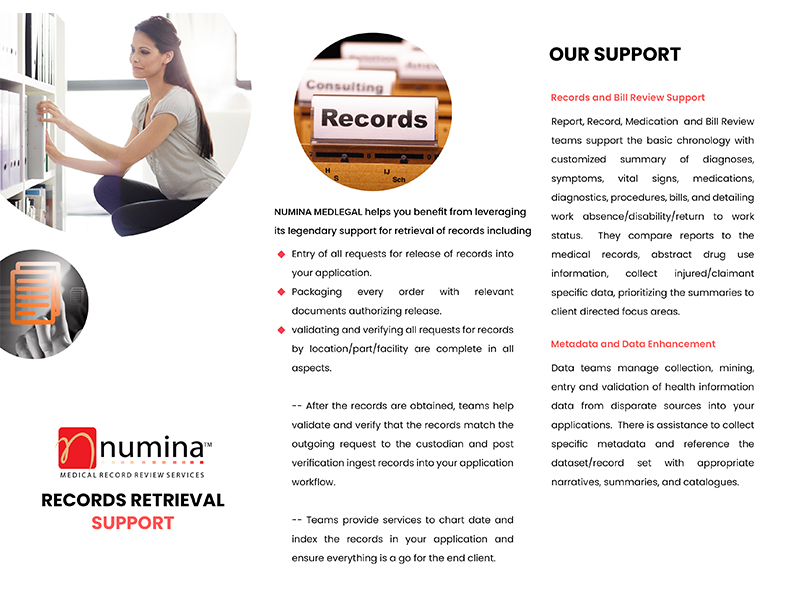 numina™
MEDICAL RECORD REVIEW SERVICES
RECORDS RETRIEVAL
SUPPORT
Consulting
Records
H
S
IJ
Sch
NUMINA MEDLEGAL helps you benefit from leveraging
its legendary support for retrieval of records including
Entry of all requests for release of records into
your application.
Packaging every order with relevant
documents authorizing release.
validating and verifying all requests for records
by location/part/facility are complete in all
aspects.
-- After the records are obtained, teams help
validate and verify that the records match the
outgoing request to the custodian and post
verification ingest records into your application
workflow.
-- Teams provide services to chart date and
index the records in your application and
ensure everything is a go for the end client.
OUR SUPPORT
Records and Bill Review Support
Report, Record, Medication and Bill Review
teams support the basic chronology with
customized summary of diagnoses,
symptoms, vital signs, medications,
diagnostics, procedures, bills, and detailing
work absence/disability/return to work
status. They compare reports to the
medical records, abstract drug use
information, collect injured/claimant
specific data, prioritizing the summaries to
client directed focus areas.
Metadata and Data Enhancement
Data teams manage collection, mining,
entry and validation of health information
data from disparate sources into your
applications. There is assistance to collect
specific metadata and reference the
dataset/record set with appropriate
narratives, summaries, and catalogues.